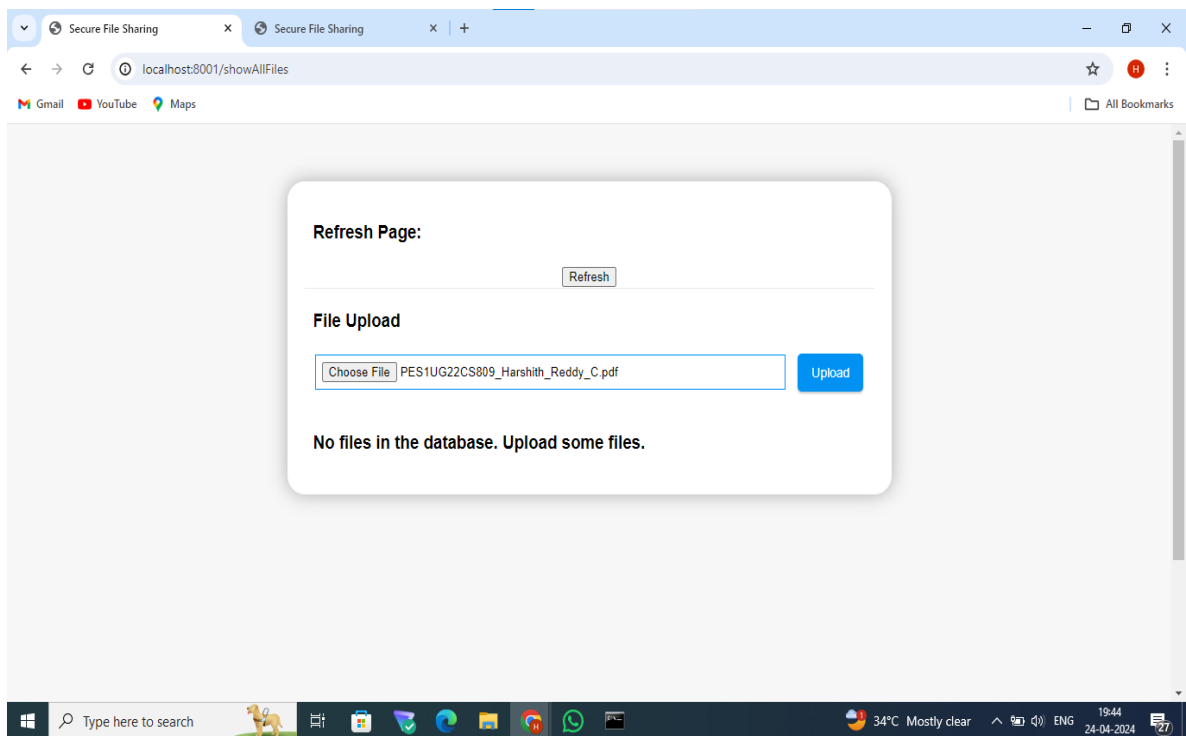 Secure File Sharing
Secure File Sharing
localhost:8001/showAllFiles
H
Gmail YouTube Maps All Bookmarks
Refresh Page:
Refresh
File Upload
Choose File PES1UG22CS809_Harshith_Reddy_C.pdf Upload
No files in the database. Upload some files.
Type here to search
1
34°C Mostly clear
ENG
19:44
24-04-2024
27